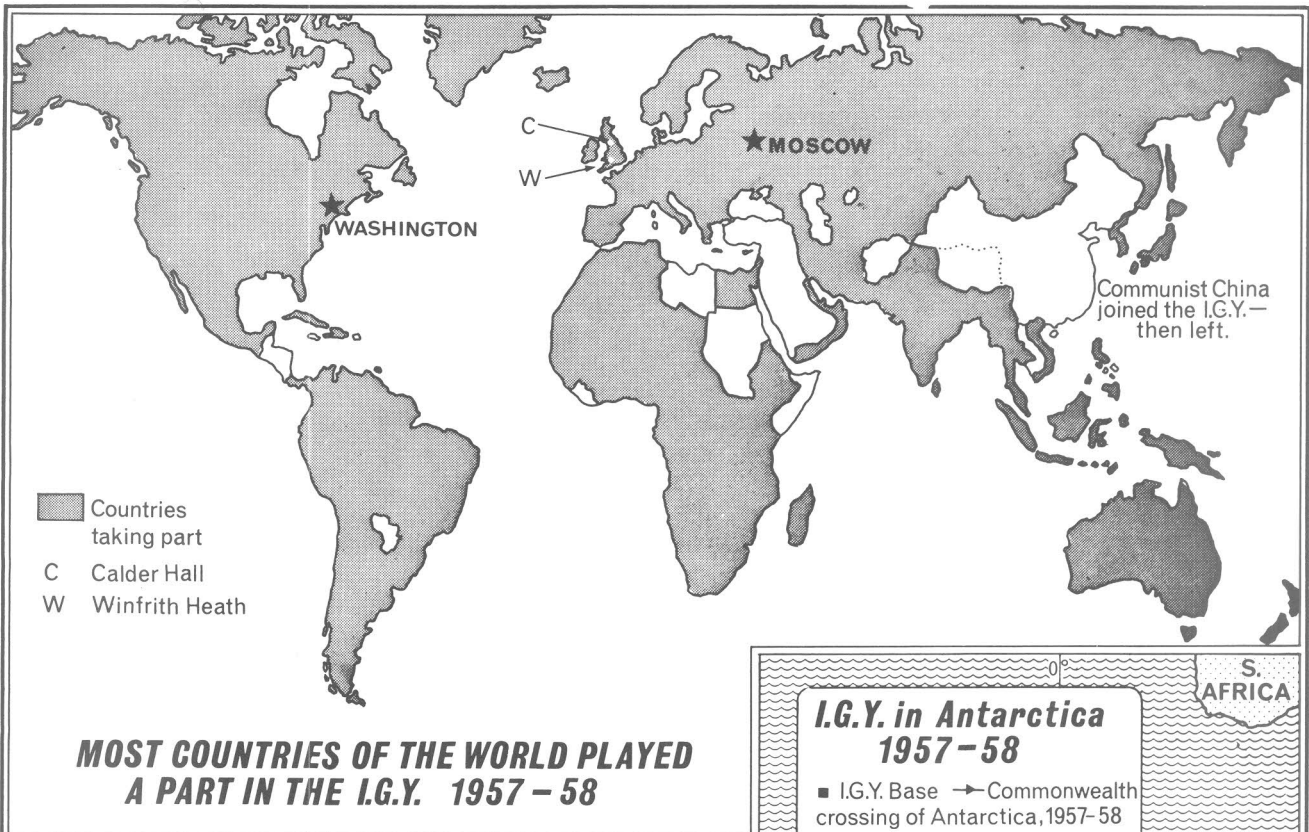 C
W
MOSCOW
WASHINGTON
Communist China
joined the I.G.Y.—
then left.
Countries
taking part
C Calder Hall
W Winfrith Heath
MOST COUNTRIES OF THE WORLD PLAYED
A PART IN THE I.G.Y. 1957 – 58
0°
S.
AFRICA
I.G.Y. in Antarctica
1957–58
I.G.Y. Base Commonwealth
crossing of Antarctica, 1957–58